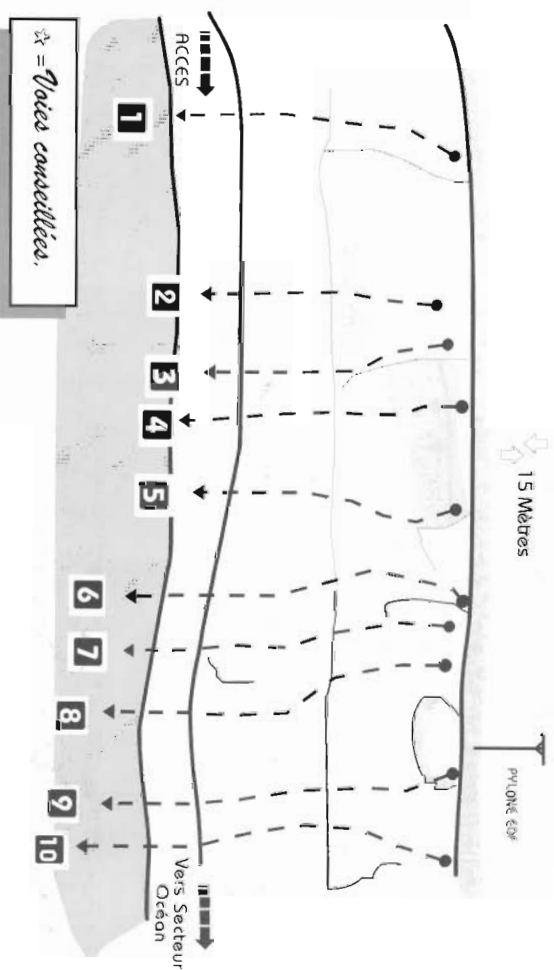 15 Mètres
PYLONE EDF
ACCES
Vers Secteur
Océan
1
2
3
4
5
6
7
8
9
10
☆ = Voies conseillées.